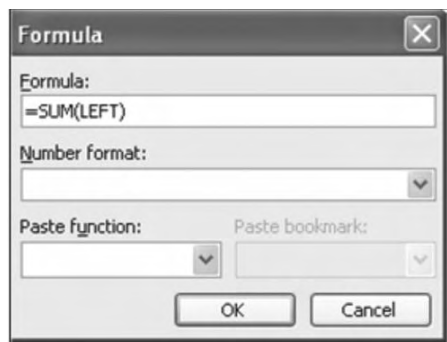 Formula
Formula:
=SUM(LEFT)
Number format:
Paste function: Paste bookmark:
OK Cancel